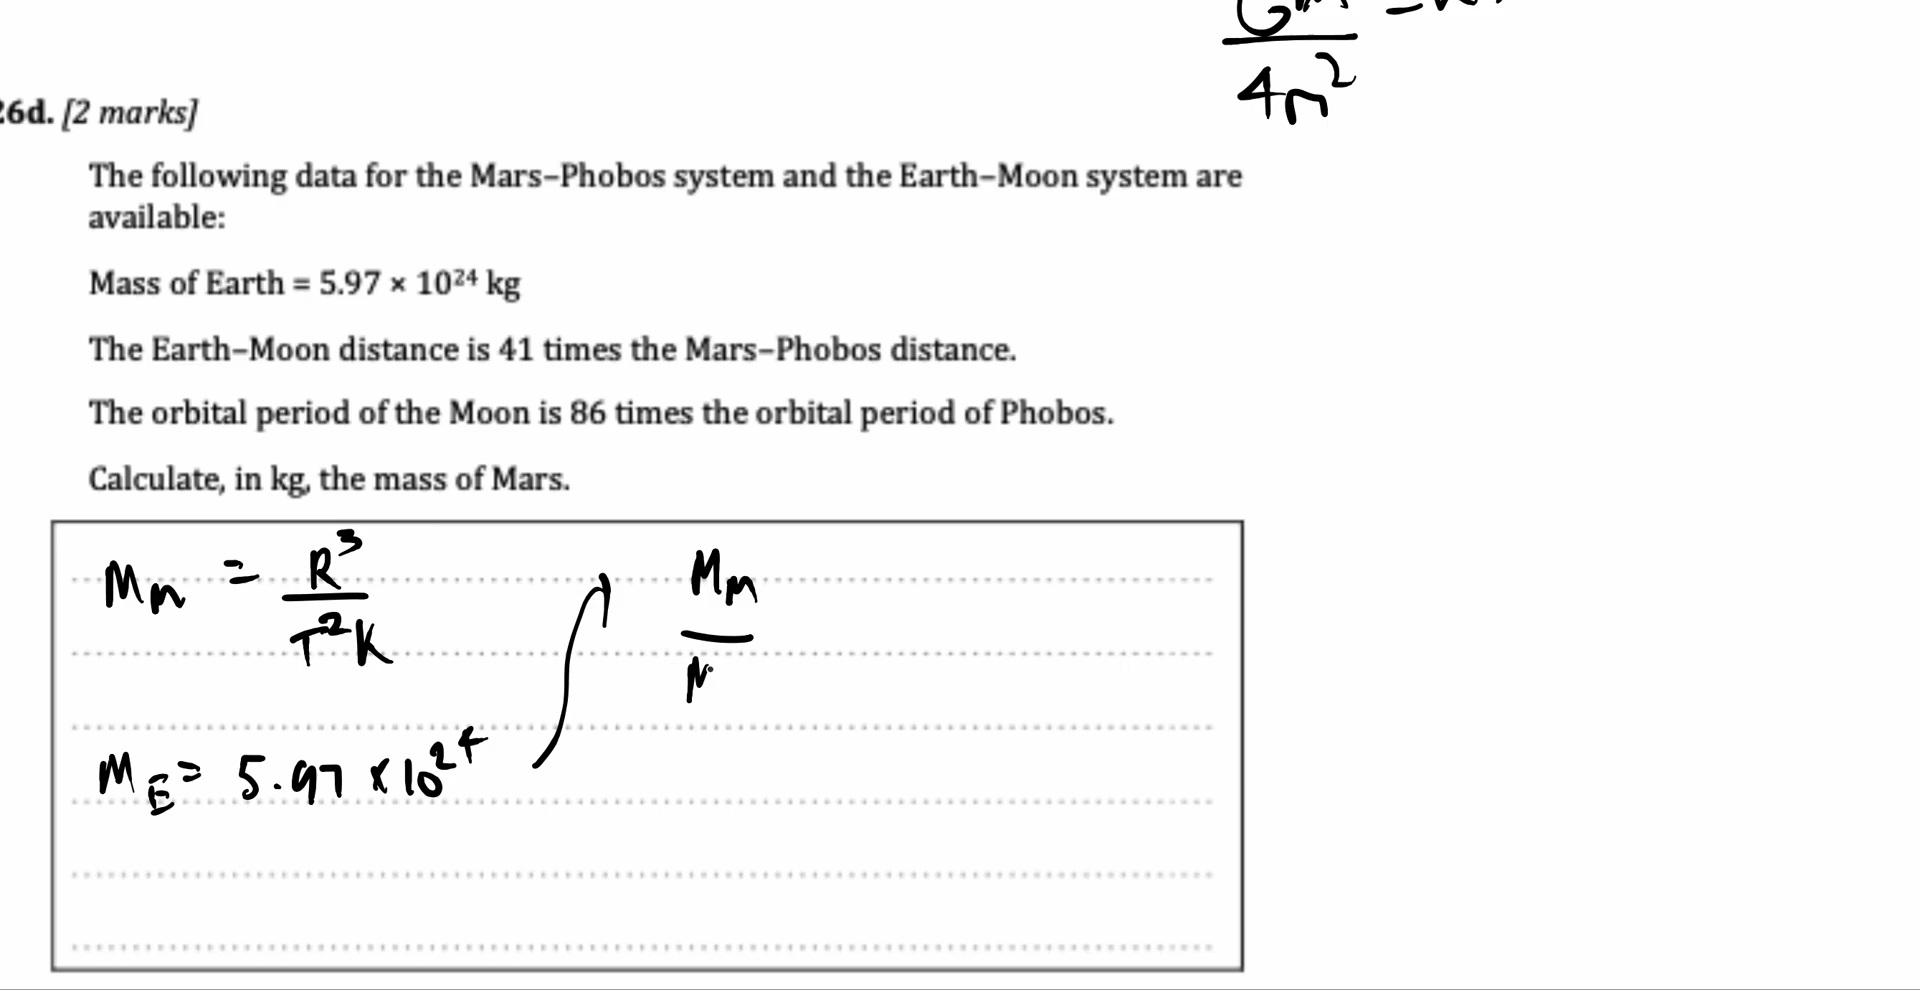 4π²
26d. [2 marks]
The following data for the Mars–Phobos system and the Earth–Moon system are
available:
Mass of Earth = 5.97 × 10²⁴ kg
The Earth–Moon distance is 41 times the Mars–Phobos distance.
The orbital period of the Moon is 86 times the orbital period of Phobos.
Calculate, in kg, the mass of Mars.
Mm = R³
T²K
Mm
M
ME = 5.97 × 10²⁴